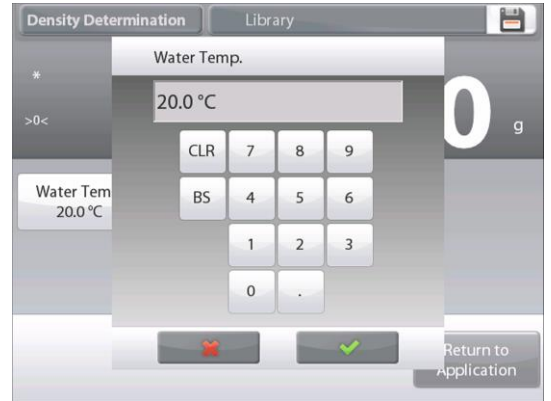 Density Determination
Library
Water Temp.
*
20.0 °C
>0<
0
g
CLR 7 8 9
Water Tem
20.0 °C
BS 4 5 6
1 2 3
0 .
Return to
Application